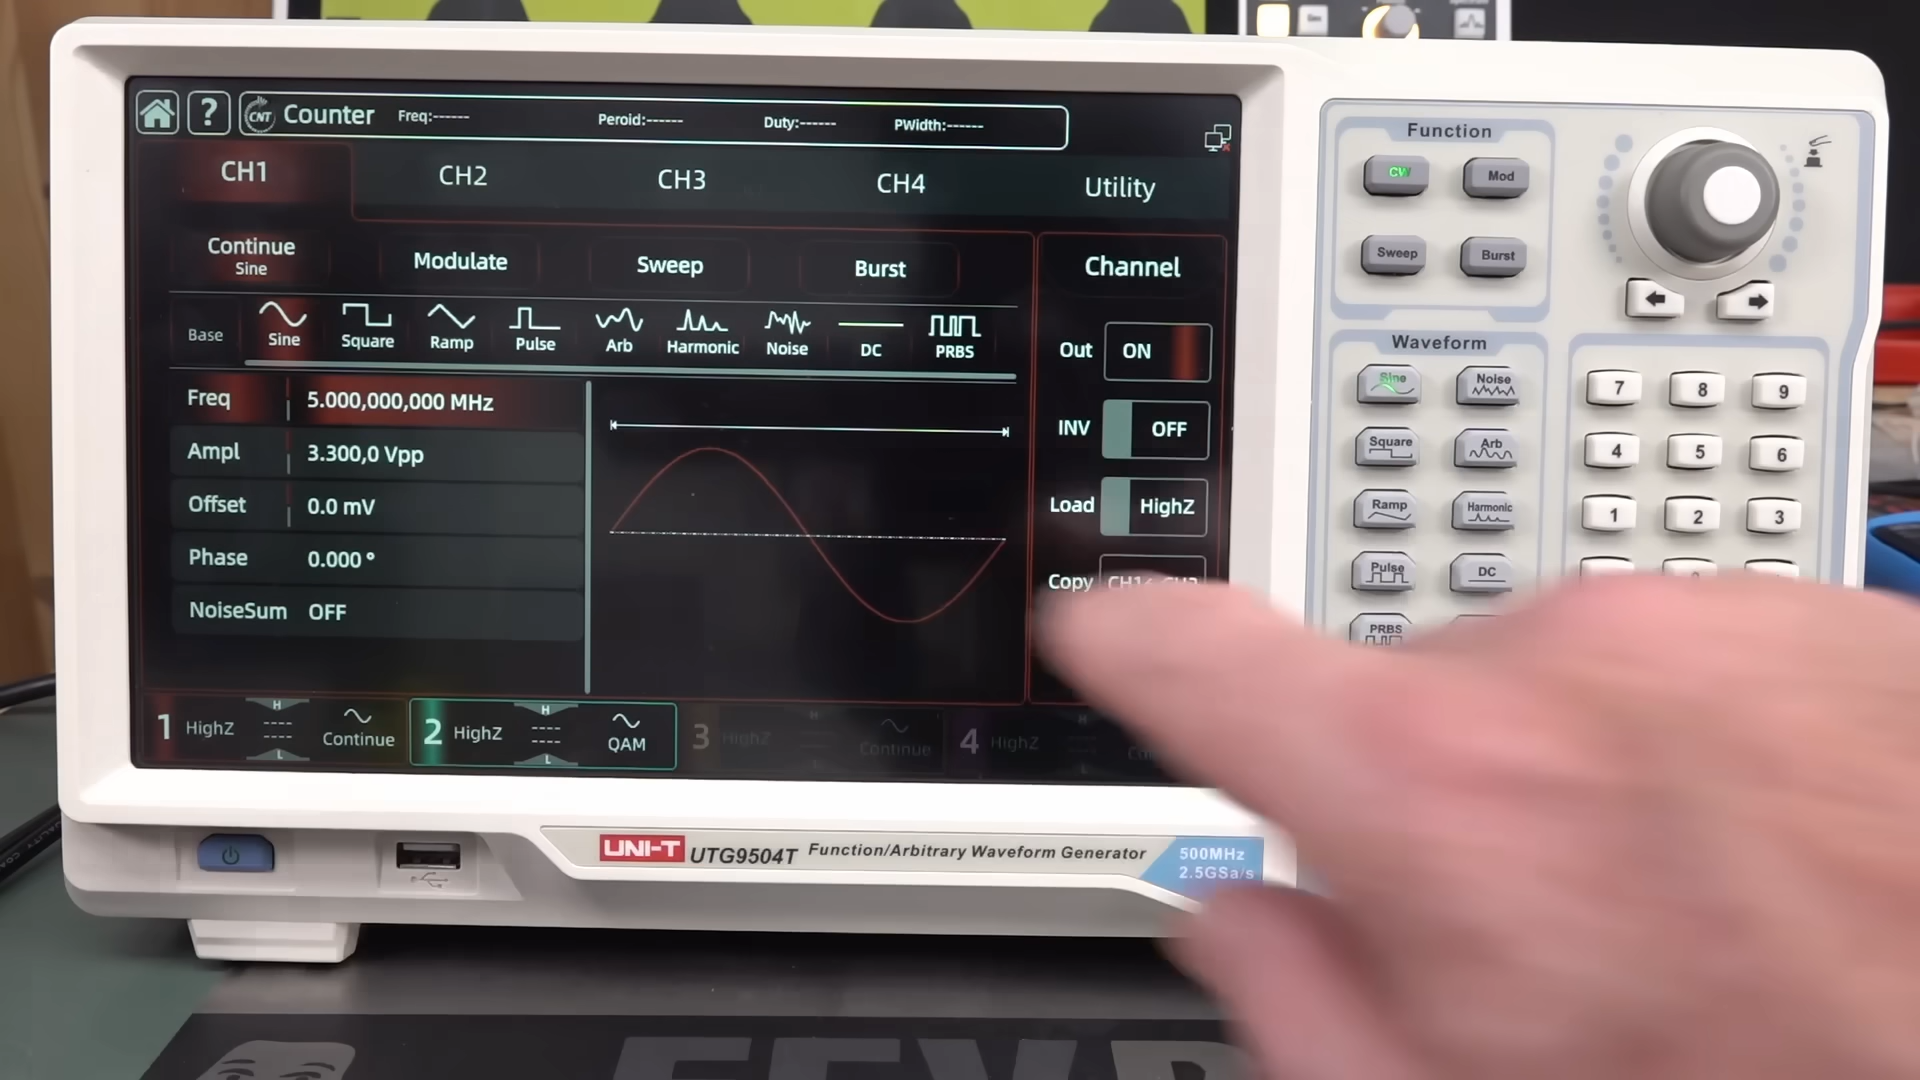 ? CNT Counter Freq:------ Peroid:------ Duty:------ PWidth:------
CH1 CH2 CH3 CH4 Utility
Continue
Sine
Modulate Sweep Burst Channel
Base Sine Square Ramp Pulse Arb Harmonic Noise DC PRBS
Out ON
Freq 5.000,000,000 MHz
INV OFF
Ampl 3.300,0 Vpp
Load HighZ
Offset 0.0 mV
Phase 0.000 °
Copy
NoiseSum OFF
1 HighZ H L Continue
2 HighZ H L QAM
3 HighZ H L Continue
4 HighZ H L
UNI-T UTG9504T Function/Arbitrary Waveform Generator
500MHz
2.5GSa/s
Function
CW Mod
Sweep Burst
Waveform
Sine Noise
Square Arb
Ramp Harmonic
Pulse DC
PRBS
7 8 9
4 5 6
1 2 3